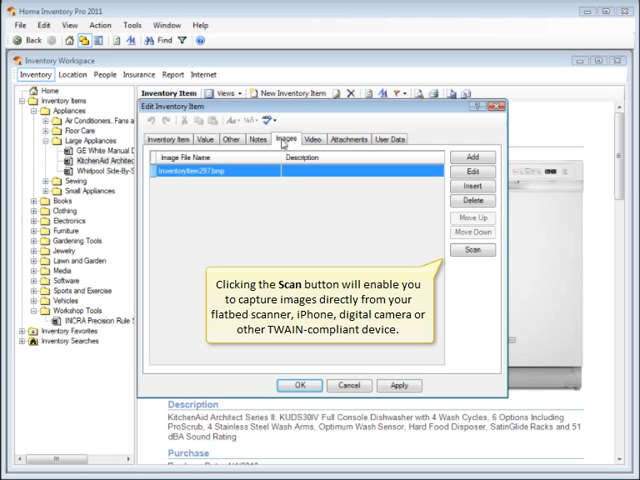 Home Inventory Pro 2011
File Edit View Action Tools Window Help
Back Find
Inventory Workspace
Inventory Location People Insurance Report Internet
Home
Inventory Items
Appliances
Air Conditioners, Fans a
Floor Care
Large Appliances
GE White Manual D
KitchenAid Architec
Whirlpool Side-By-S
Sewing
Small Appliances
Books
Clothing
Electronics
Furniture
Gardening Tools
Jewelry
Lawn and Garden
Media
Software
Sports and Exercise
Vehicles
Workshop Tools
INCRA Precision Rule S
Inventory Favorites
Inventory Searches
Inventory Item Views New Inventory Item
Edit Inventory Item
Inventory Item Value Other Notes Images Video Attachments User Data
Image File Name Description
InventoryItem297.bmp
Add
Edit
Insert
Delete
Move Up
Move Down
Scan
Clicking the Scan button will enable you
to capture images directly from your
flatbed scanner, iPhone, digital camera or
other TWAIN-compliant device.
OK Cancel Apply
Description
KitchenAid Architect Series II: KUDS30IV Full Console Dishwasher with 4 Wash Cycles, 6 Options Including
ProScrub, 4 Stainless Steel Wash Arms, Optimum Wash Sensor, Hard Food Disposer, SatinGlide Racks and 51
dBA Sound Rating
Purchase